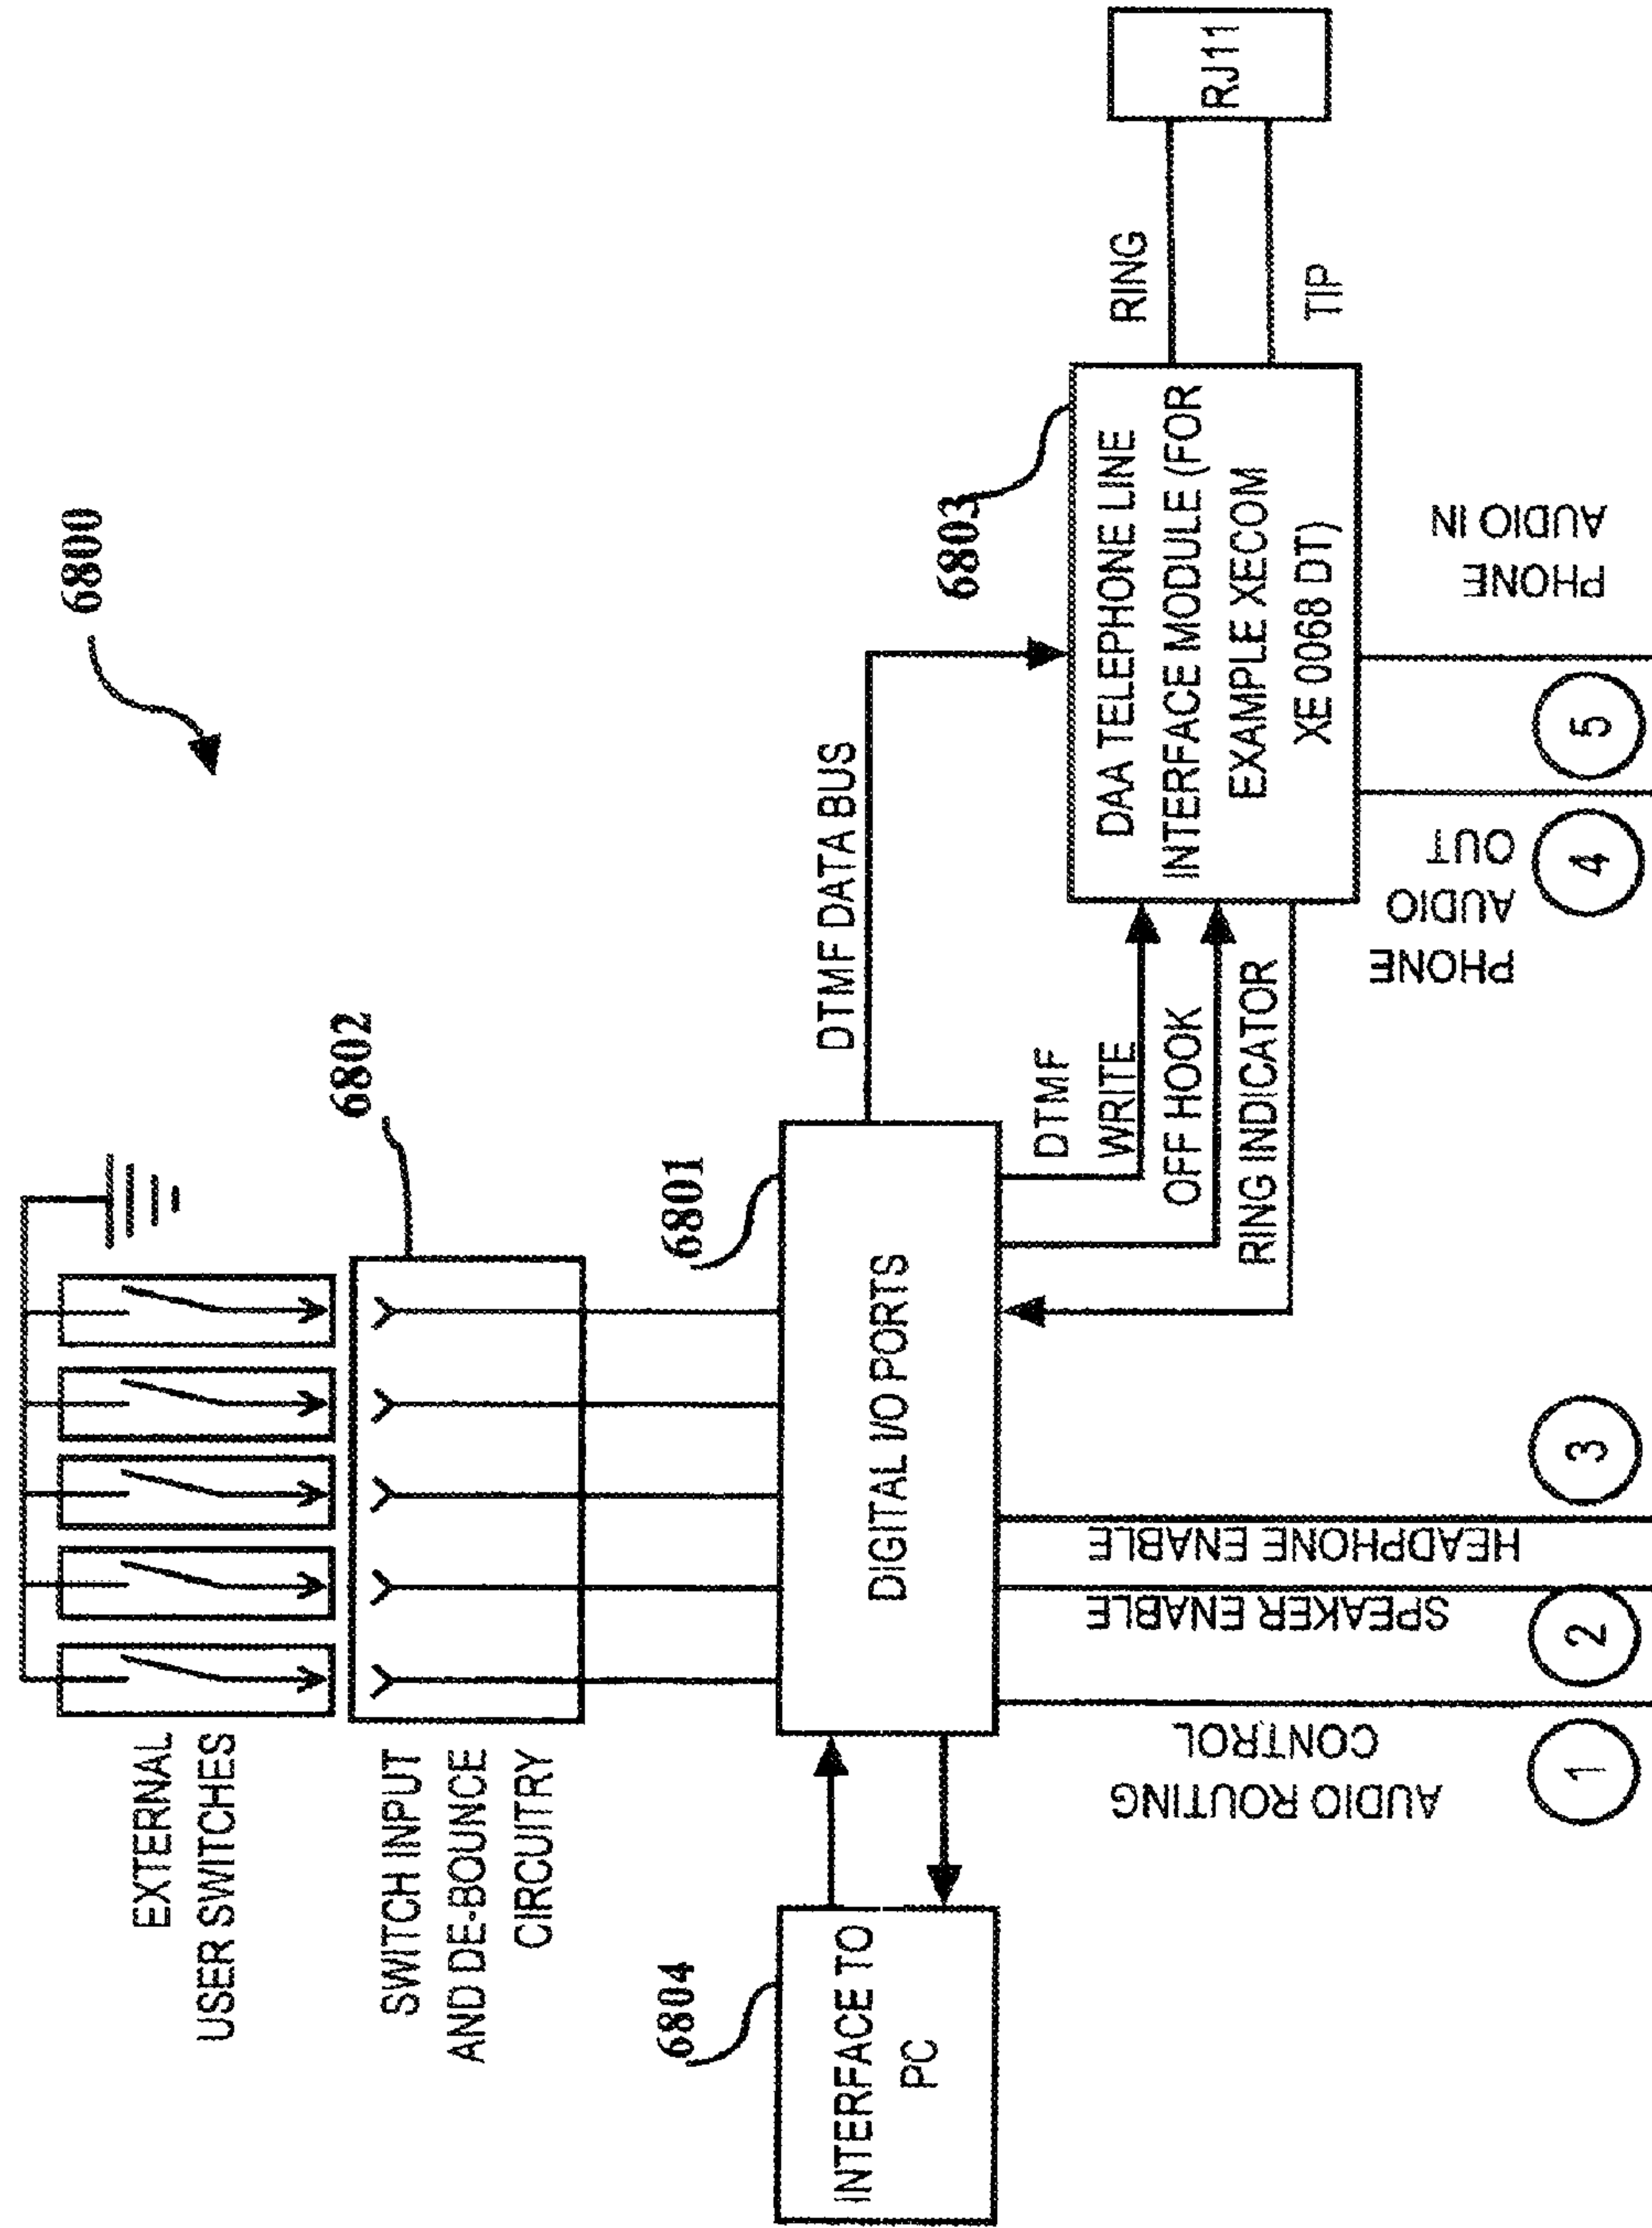 6800
EXTERNAL
USER SWITCHES
SWITCH INPUT
AND DE-BOUNCE
CIRCUITRY
6802
6804
INTERFACE TO
PC
6801
DIGITAL I/O PORTS
DTMF DATA BUS
DTMF
WRITE
OFF HOOK
RING INDICATOR
6803
DAA TELEPHONE LINE
INTERFACE MODULE (FOR
EXAMPLE XECOM
XE 0068 DT)
RING
TIP
RJ11
AUDIO ROUTING
CONTROL
SPEAKER ENABLE
HEADPHONE ENABLE
PHONE
AUDIO
OUT
PHONE
AUDIO IN
1
2
3
4
5